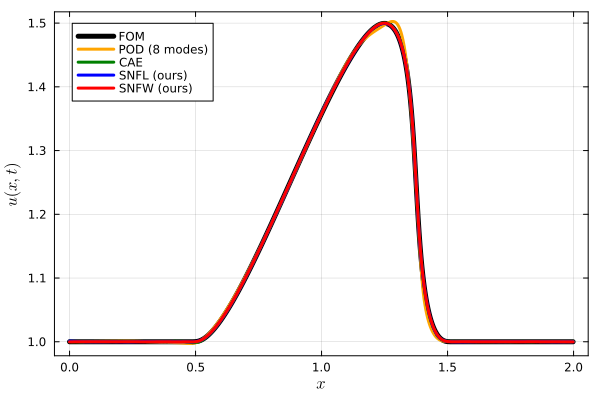 1.5
1.4
1.3
1.2
1.1
1.0
u(x, t)
FOM
POD (8 modes)
CAE
SNFL (ours)
SNFW (ours)
0.0 0.5 1.0 1.5 2.0
x